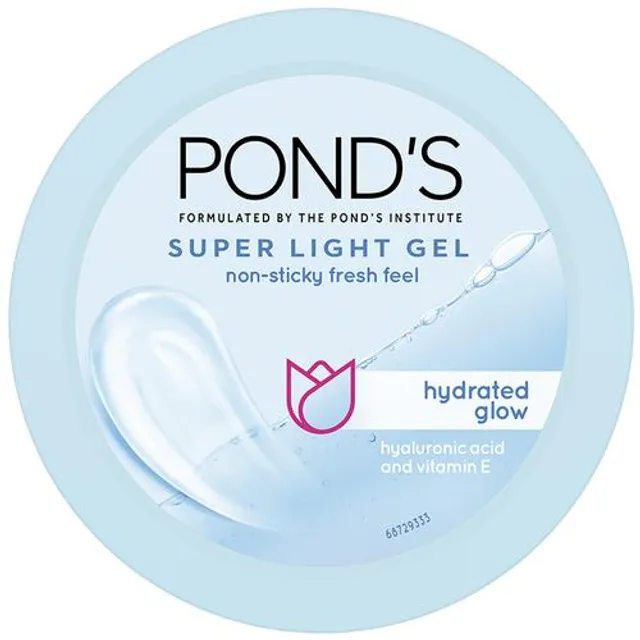 POND'S
FORMULATED BY THE POND'S INSTITUTE
SUPER LIGHT GEL
non-sticky fresh feel
hydrated
glow
hyaluronic acid
and vitamin E
68729333